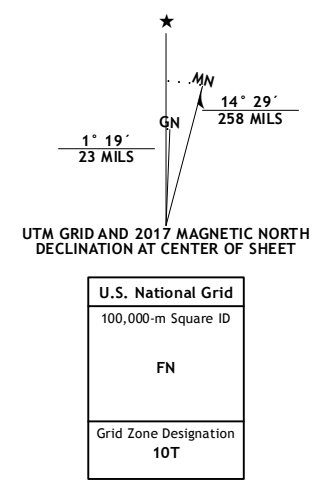 ★
MN
GN
14° 29´
258 MILS
1° 19´
23 MILS
UTM GRID AND 2017 MAGNETIC NORTH
DECLINATION AT CENTER OF SHEET
U.S. National Grid
100,000-m Square ID
FN
Grid Zone Designation
10T